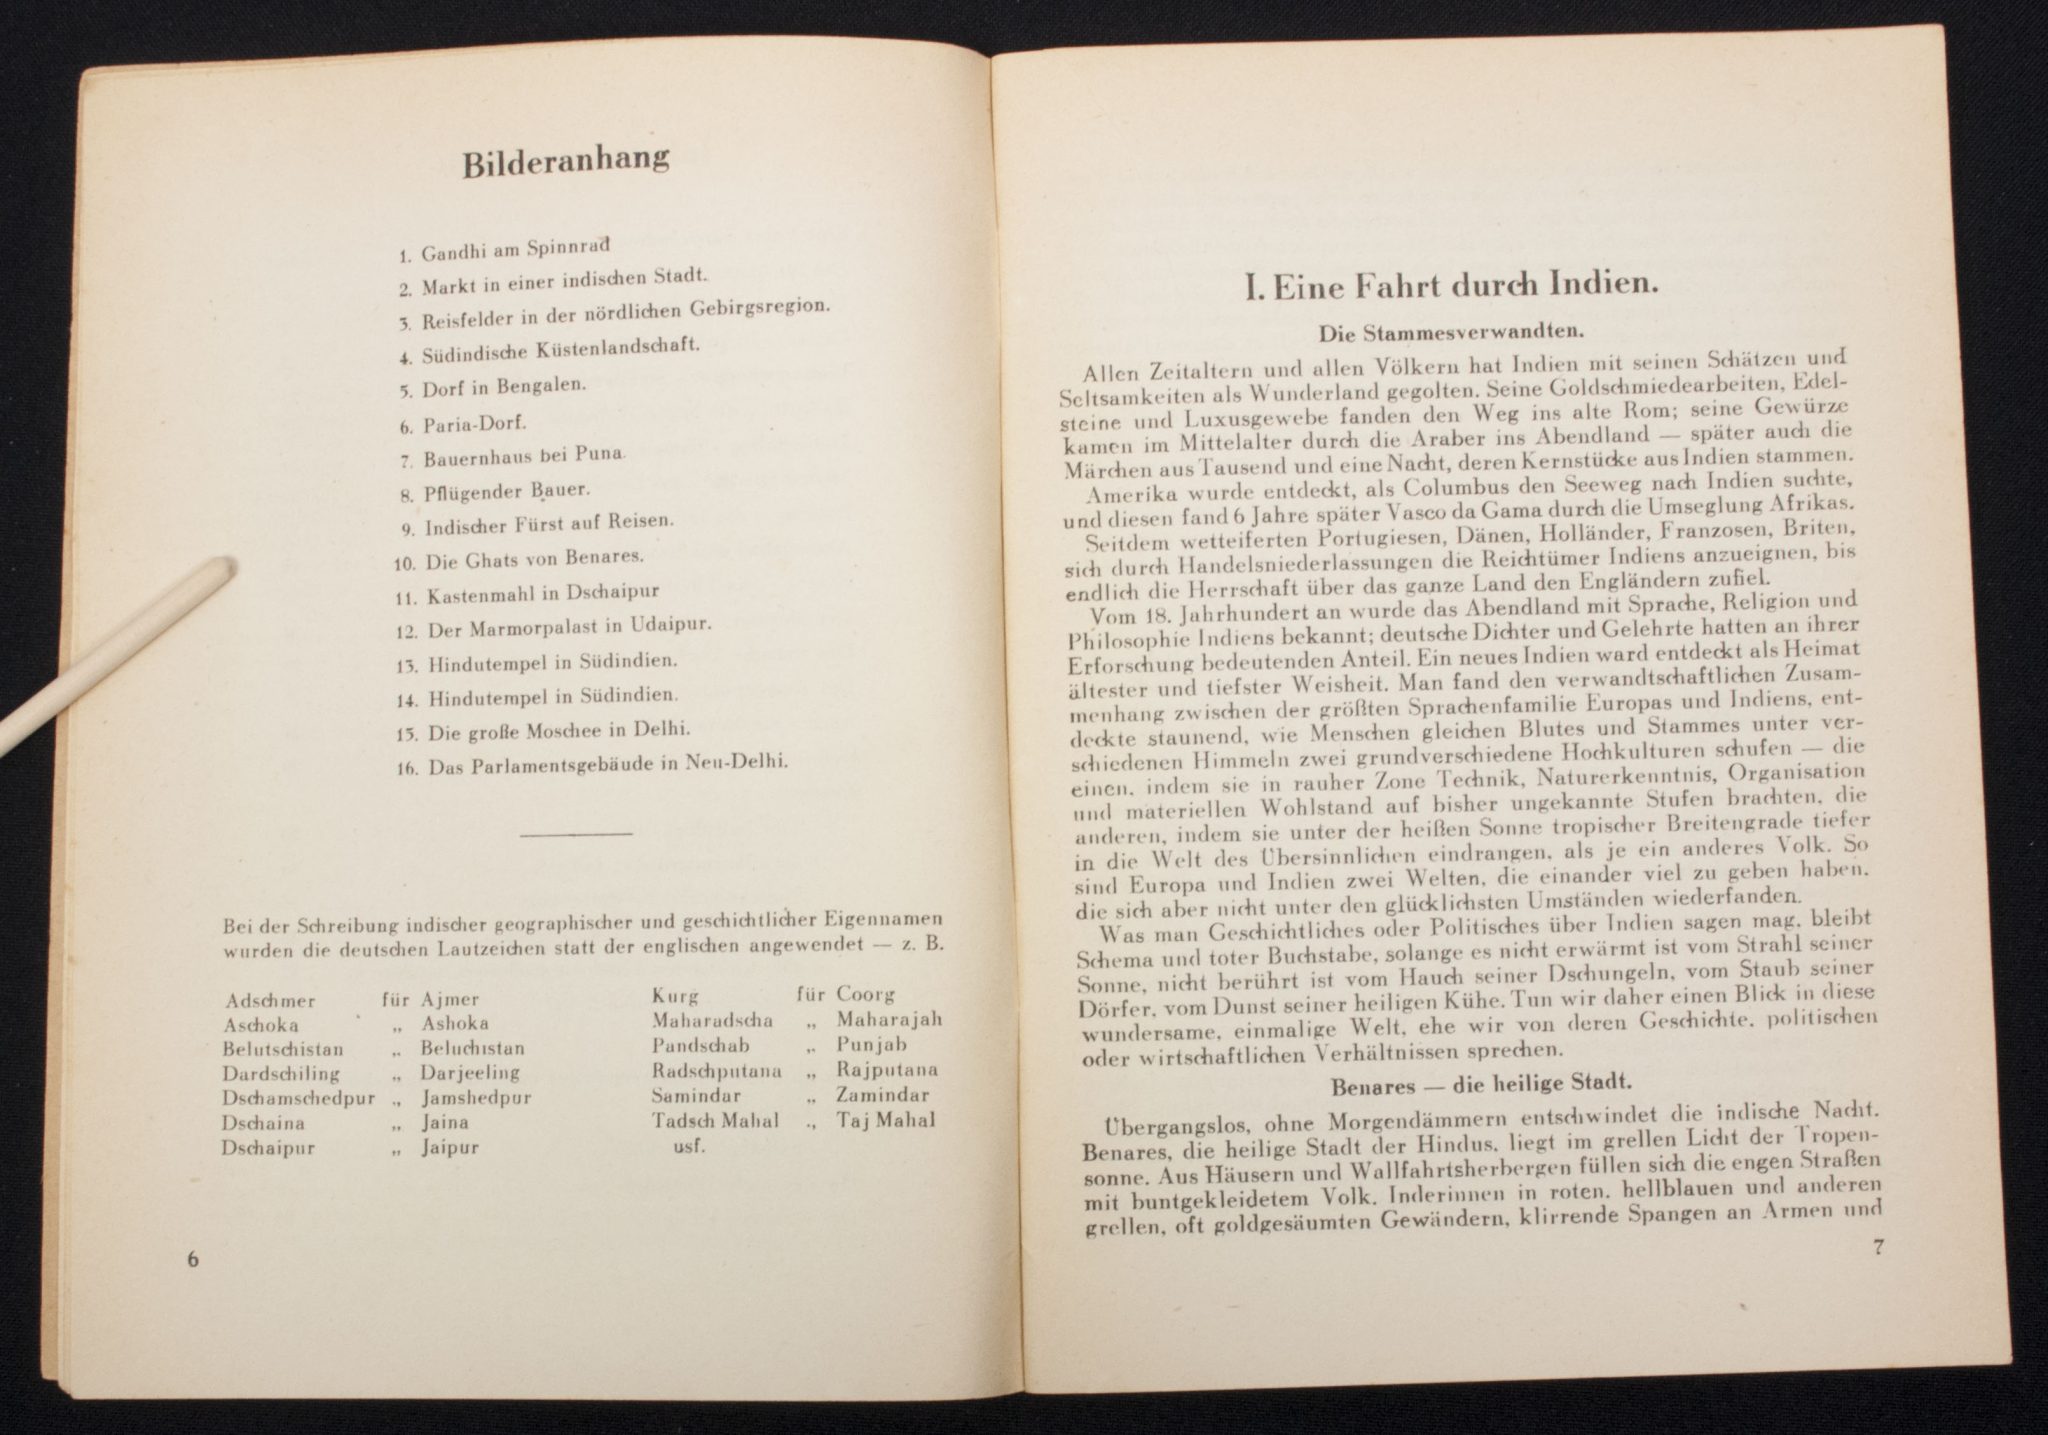 Bilderanhang
1. Gandhi am Spinnrad
2. Markt in einer indischen Stadt.
3. Reisfelder in der nördlichen Gebirgsregion.
4. Südindische Küstenlandschaft.
5. Dorf in Bengalen.
6. Paria-Dorf.
7. Bauernhaus bei Puna.
8. Pflügender Bauer.
9. Indischer Fürst auf Reisen.
10. Die Ghats von Benares.
11. Kastenmahl in Dschaipur
12. Der Marmorpalast in Udaipur.
13. Hindutempel in Südindien.
14. Hindutempel in Südindien.
15. Die große Moschee in Delhi.
16. Das Parlamentsgebäude in Neu-Delhi.
Bei der Schreibung indischer geographischer und geschichtlicher Eigennamen
wurden die deutschen Lautzeichen statt der englischen angewendet — z. B.
Adschmer für Ajmer Kurg für Coorg
Aschoka „ Ashoka Maharadscha „ Maharajah
Belutschistan „ Beluchistan Pandschab „ Punjab
Dardschiling „ Darjeeling Radschputana „ Rajputana
Dschamschedpur „ Jamshedpur Samindar „ Zamindar
Dschaina „ Jaina Tadsch Mahal „ Taj Mahal
Dschaipur „ Jaipur usf.
6
I. Eine Fahrt durch Indien.
Die Stammesverwandten.
Allen Zeitaltern und allen Völkern hat Indien mit seinen Schätzen und
Seltsamkeiten als Wunderland gegolten. Seine Goldschmiedearbeiten, Edel-
steine und Luxusgewebe fanden den Weg ins alte Rom; seine Gewürze
kamen im Mittelalter durch die Araber ins Abendland — später auch die
Märchen aus Tausend und eine Nacht, deren Kernstücke aus Indien stammen.
Amerika wurde entdeckt, als Columbus den Seeweg nach Indien suchte,
und diesen fand 6 Jahre später Vasco da Gama durch die Umseglung Afrikas.
Seitdem wetteiferten Portugiesen, Dänen, Holländer, Franzosen, Briten,
sich durch Handelsniederlassungen die Reichtümer Indiens anzueignen, bis
endlich die Herrschaft über das ganze Land den Engländern zufiel.
Vom 18. Jahrhundert an wurde das Abendland mit Sprache, Religion und
Philosophie Indiens bekannt; deutsche Dichter und Gelehrte hatten an ihrer
Erforschung bedeutenden Anteil. Ein neues Indien ward entdeckt als Heimat
ältester und tiefster Weisheit. Man fand den verwandtschaftlichen Zusam-
menhang zwischen der größten Sprachenfamilie Europas und Indiens, ent-
deckte staunend, wie Menschen gleichen Blutes und Stammes unter ver-
schiedenen Himmeln zwei grundverschiedene Hochkulturen schufen — die
einen, indem sie in rauher Zone Technik, Naturerkenntnis, Organisation
und materiellen Wohlstand auf bisher ungekannte Stufen brachten, die
anderen, indem sie unter der heißen Sonne tropischer Breitengrade tiefer
in die Welt des Übersinnlichen eindrangen, als je ein anderes Volk. So
sind Europa und Indien zwei Welten, die einander viel zu geben haben,
die sich aber nicht unter den glücklichsten Umständen wiederfanden.
Was man Geschichtliches oder Politisches über Indien sagen mag, bleibt
Schema und toter Buchstabe, solange es nicht erwärmt ist vom Strahl seiner
Sonne, nicht berührt ist vom Hauch seiner Dschungeln, vom Staub seiner
Dörfer, vom Dunst seiner heiligen Kühe. Tun wir daher einen Blick in diese
wundersame, einmalige Welt, ehe wir von deren Geschichte, politischen
oder wirtschaftlichen Verhältnissen sprechen.
Benares — die heilige Stadt.
Übergangslos, ohne Morgendämmern entschwindet die indische Nacht.
Benares, die heilige Stadt der Hindus, liegt im grellen Licht der Tropen-
sonne. Aus Häusern und Wallfahrtsherbergen füllen sich die engen Straßen
mit buntgekleidetem Volk. Inderinnen in roten, hellblauen und anderen
grellen, oft goldgesäumten Gewändern, klirrende Spangen an Armen und
7